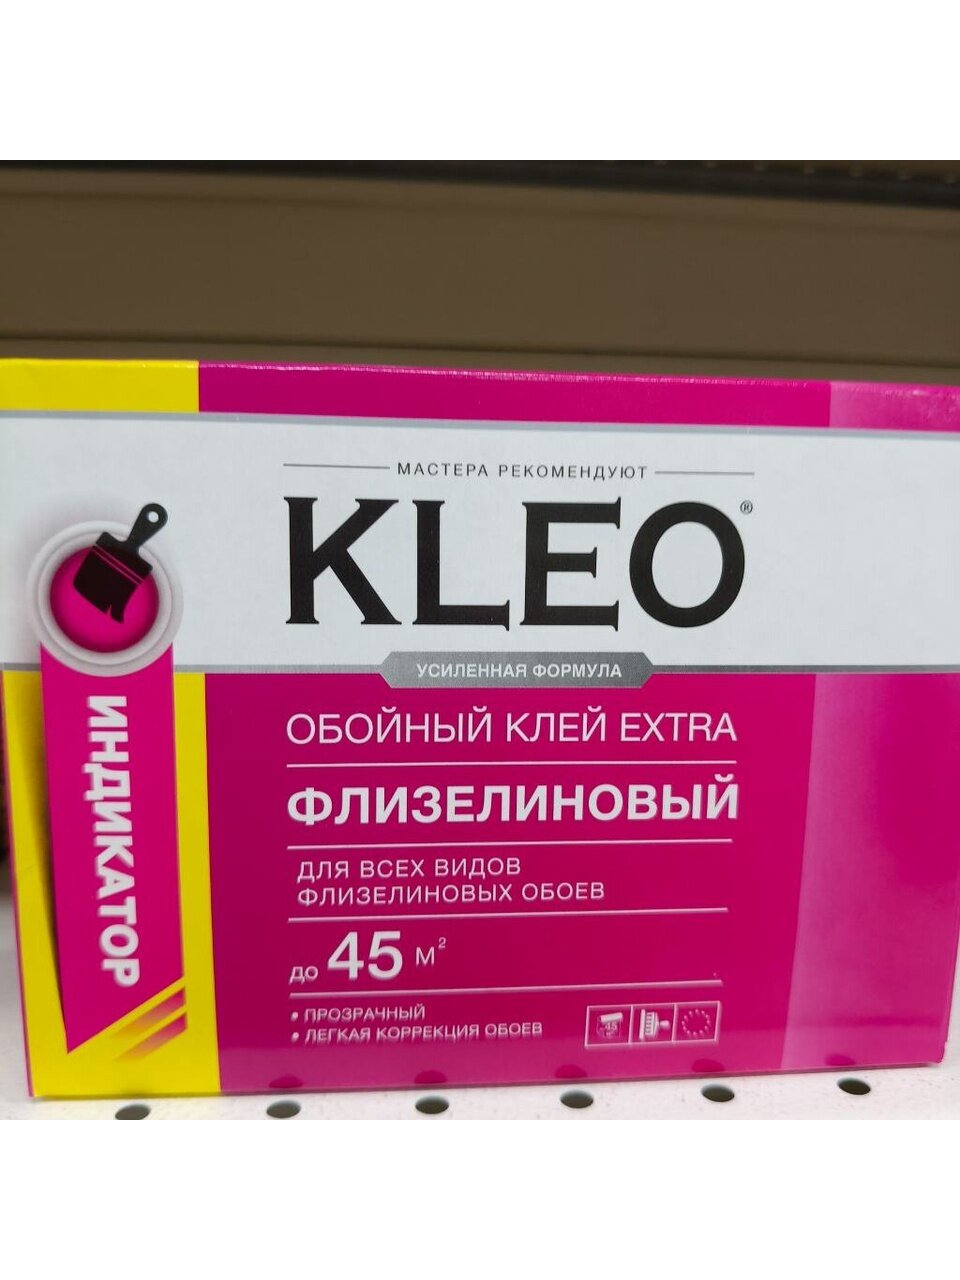 МАСТЕРА РЕКОМЕНДУЮТ
KLEO®
УСИЛЕННАЯ ФОРМУЛА
ИНДИКАТОР
ОБОЙНЫЙ КЛЕЙ EXTRA
ФЛИЗЕЛИНОВЫЙ
ДЛЯ ВСЕХ ВИДОВ
ФЛИЗЕЛИНОВЫХ ОБОЕВ
до 45 м²
• ПРОЗРАЧНЫЙ
• ЛЕГКАЯ КОРРЕКЦИЯ ОБОЕВ
45